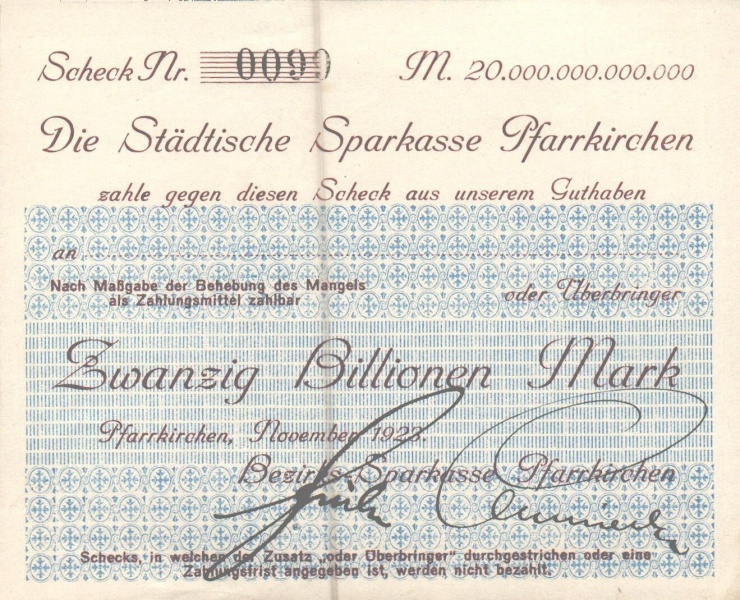 Scheck Nr. 0099 M. 20.000.000.000.000
Die Städtische Sparkasse Pfarrkirchen
zahle gegen diesen Scheck aus unserem Guthaben
an
Nach Maßgabe der Behebung des Mangels
als Zahlungsmittel zahlbar
oder Überbringer
Zwanzig Billionen Mark
Pfarrkirchen, November 1923.
Bezirks-Sparkasse Pfarrkirchen
Schecks, in welchen der Zusatz „oder Überbringer" durchgestrichen oder eine
Zahlungsfrist angegeben ist, werden nicht bezahlt.